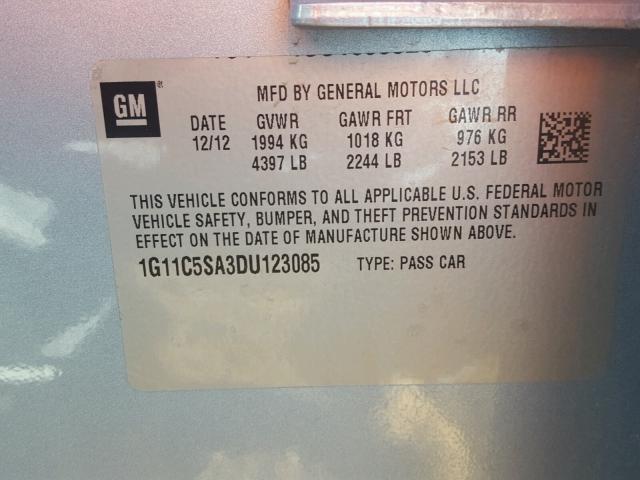 GM
MFD BY GENERAL MOTORS LLC
DATE GVWR GAWR FRT GAWR RR
12/12 1994 KG 1018 KG 976 KG
4397 LB 2244 LB 2153 LB
THIS VEHICLE CONFORMS TO ALL APPLICABLE U.S. FEDERAL MOTOR
VEHICLE SAFETY, BUMPER, AND THEFT PREVENTION STANDARDS IN
EFFECT ON THE DATE OF MANUFACTURE SHOWN ABOVE.
1G11C5SA3DU123085 TYPE: PASS CAR